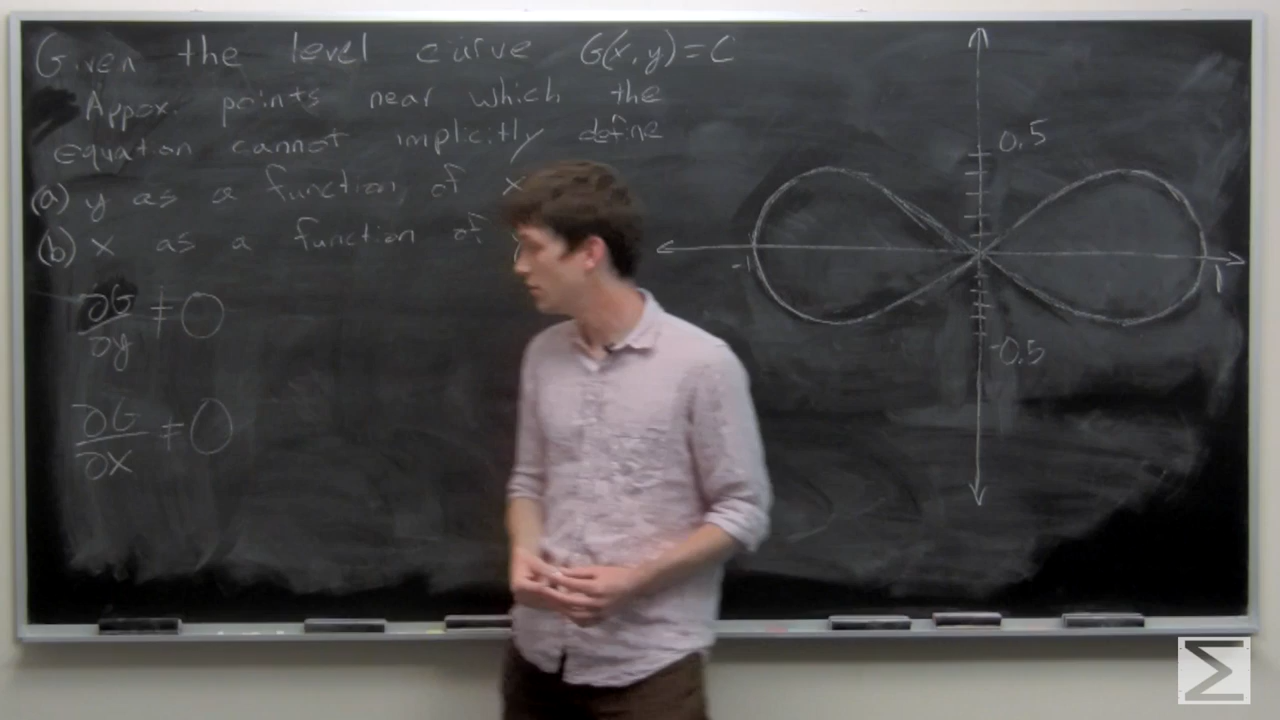 Given the level curve G(x,y)=C
Appox. points near which the
equation cannot implicitly define
(a) y as a function of x
(b) x as a function of
∂G/∂y ≠ 0
∂G/∂x ≠ 0
0.5
-1
1
-0.5
Σ